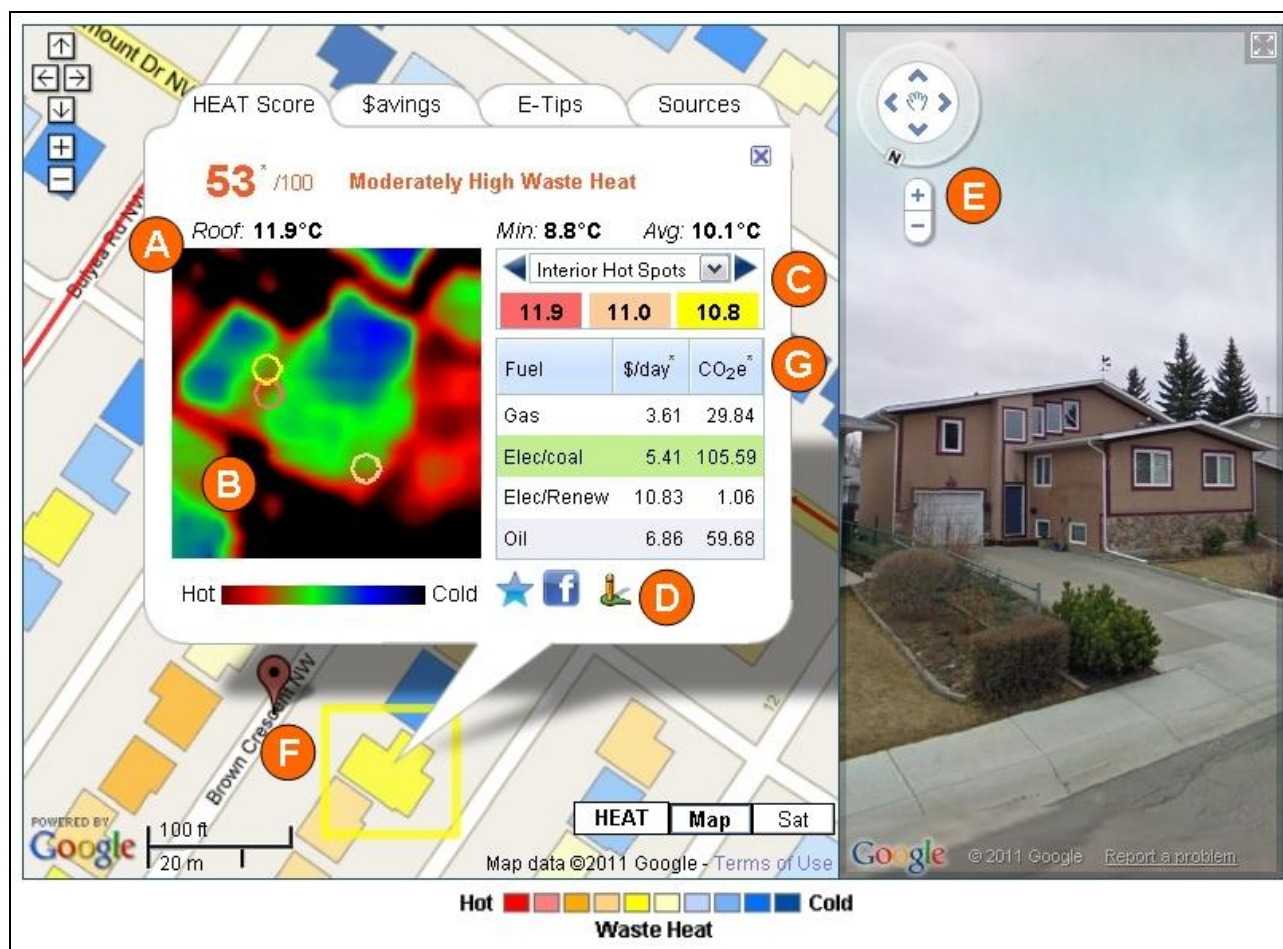 mount Dr NW
HEAT Score
$avings
E-Tips
Sources
53* /100 Moderately High Waste Heat
Roof: 11.9°C
Min: 8.8°C Avg: 10.1°C
A
Interior Hot Spots
C
11.9 11.0 10.8
Fuel $/day* CO₂e*
G
Gas 3.61 29.84
Elec/coal 5.41 105.59
Elec/Renew 10.83 1.06
Oil 6.86 59.68
B
Hot Cold
f
D
Bulyea Rd NW
Brown Crescent NW
F
12
POWERED BY
Google
100 ft
20 m
HEAT Map Sat
Map data ©2011 Google - Terms of Use
N
E
Google © 2011 Google Report a problem
Hot Cold
Waste Heat